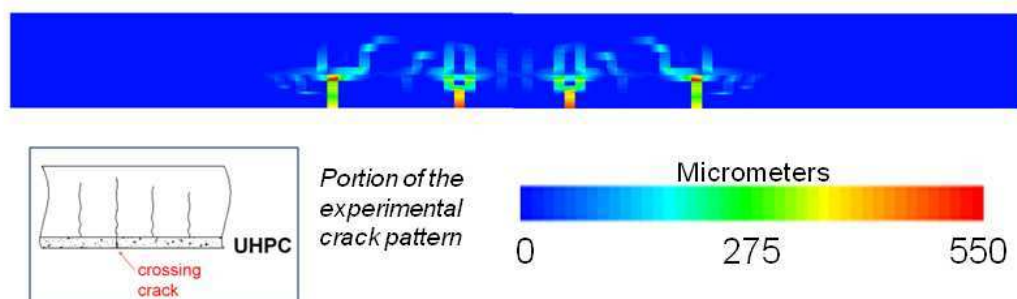 Portion of the
experimental
crack pattern
UHPC
crossing
crack
Micrometers
0 275 550